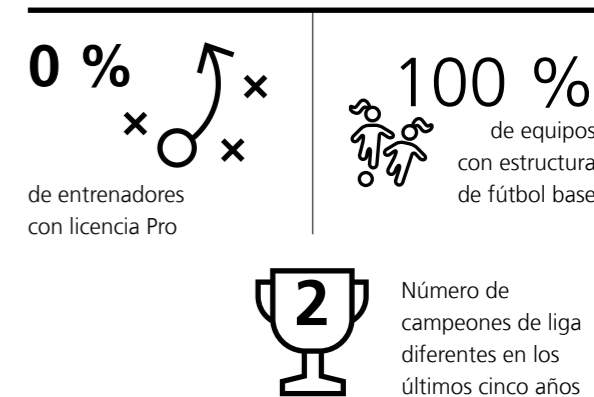 0 %
de entrenadores
con licencia Pro
100 %
de equipos
con estructura
de fútbol base
2
Número de
campeones de liga
diferentes en los
últimos cinco años